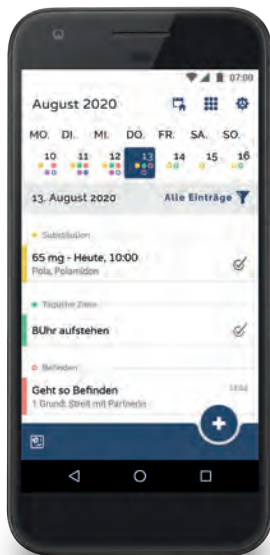 07:00
August 2020
MO. DI. MI. DO. FR. SA. SO.
10 11 12 13 14 15 16
13. August 2020 Alle Einträge
Substitution
65 mg - Heute, 10:00
Pola, Polamidon
Tägliche Ziele
8Uhr aufstehen
Befinden
Geht so Befinden
1 Grund: Streit mit Partnerin